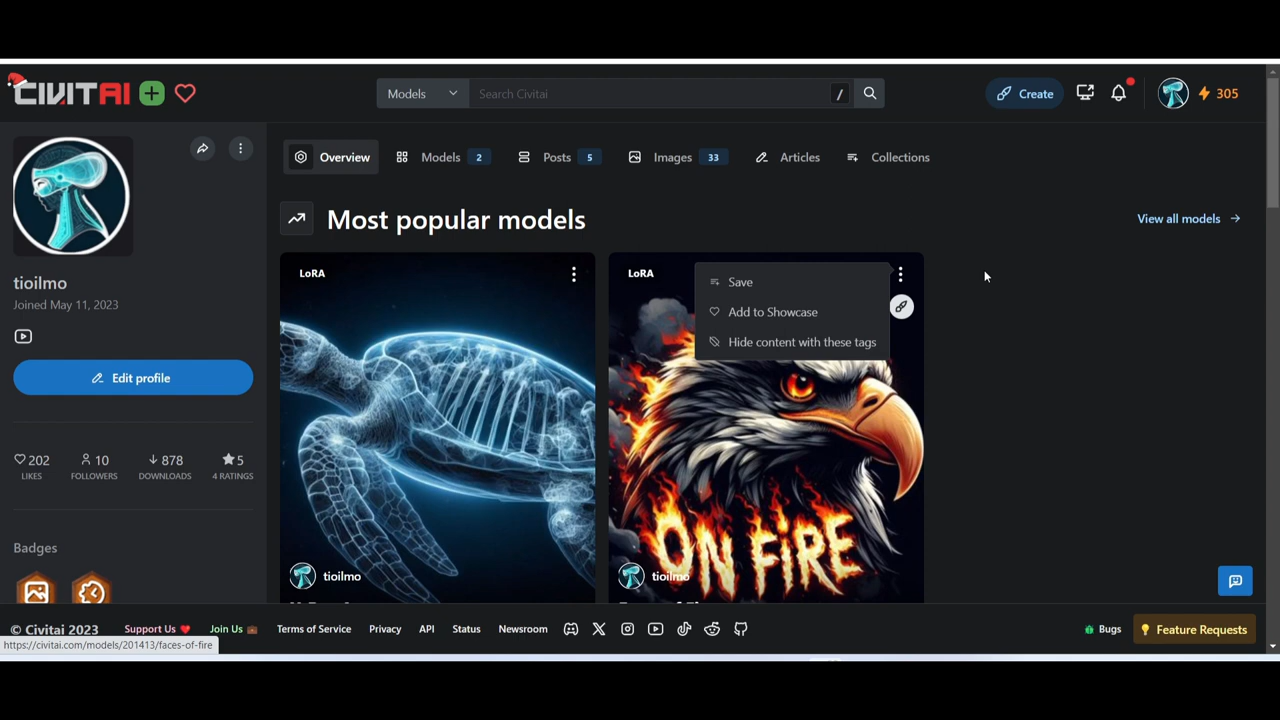 CIVITAI
Models
Search Civitai
/
Create
305
Overview
Models 2
Posts 5
Images 33
Articles
Collections
Most popular models
View all models
tioilmo
Joined May 11, 2023
Edit profile
202
LIKES
10
FOLLOWERS
878
DOWNLOADS
5
4 RATINGS
Badges
LoRA
tioilmo
LoRA
Save
Add to Showcase
Hide content with these tags
ON FIRE
tioilmo
© Civitai 2023
Support Us
Join Us
Terms of Service
Privacy
API
Status
Newsroom
Bugs
Feature Requests
https://civitai.com/models/201413/faces-of-fire